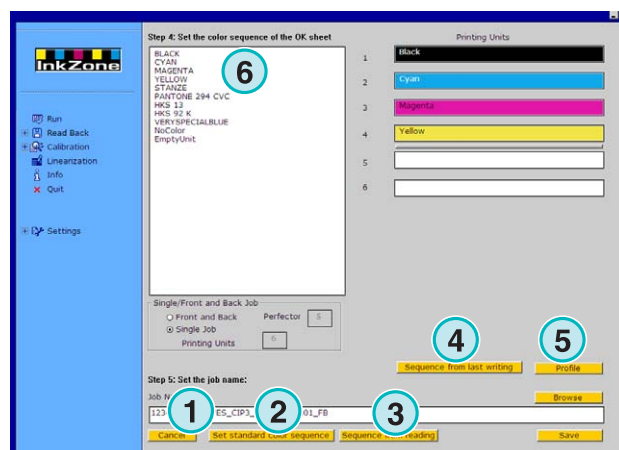 InkZone
Run
Read Back
Calibration
Linearization
Info
Quit
Settings
Step 4: Set the color sequence of the OK sheet
BLACK
CYAN
MAGENTA
YELLOW
STANZE
PANTONE 294 CVC
HKS 13
HKS 92 K
VERYSPECIALBLUE
NoColor
EmptyUnit
6
Printing Units
1 Black
2 Cyan
3 Magenta
4 Yellow
5
6
Single/Front and Back Job
Front and Back Perfector
Single Job
Printing Units 6
4
5
Sequence from last writing
Profile
Step 5: Set the job name:
Browse
1
2
3
Cancel
Set standard color sequence
Sequence from reading
Save